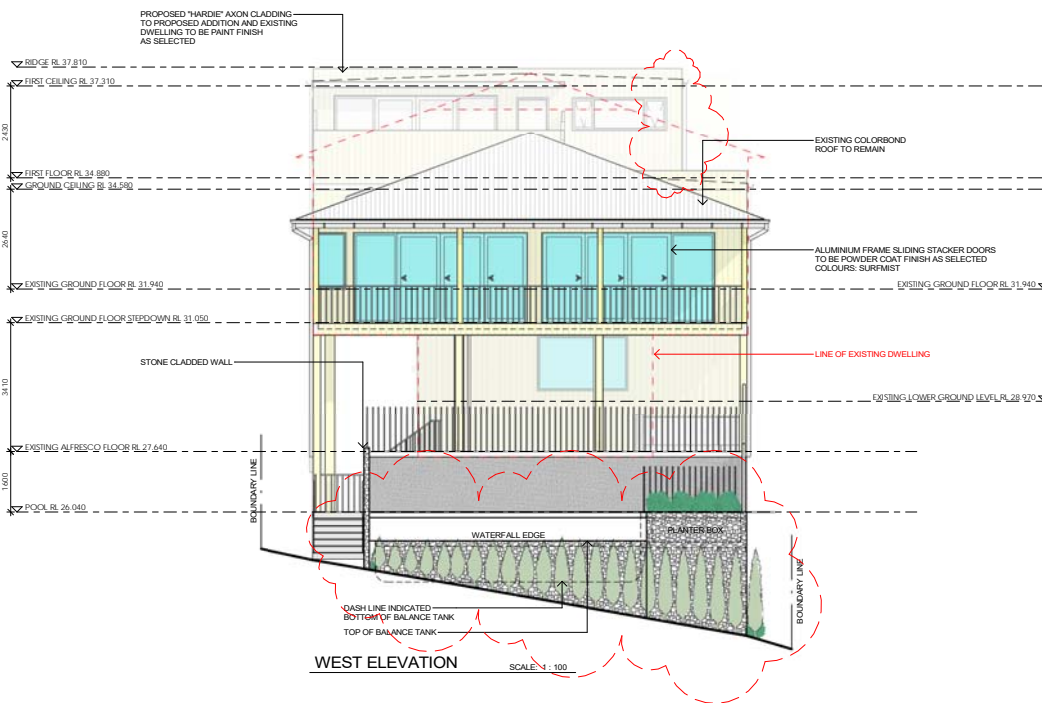 PROPOSED "HARDIE" AXON CLADDING
TO PROPOSED ADDITION AND EXISTING
DWELLING TO BE PAINT FINISH
AS SELECTED
RIDGE RL 37.810
FIRST CEILING RL 37.310
2430
EXISTING COLORBOND
ROOF TO REMAIN
FIRST FLOOR RL 34.880
GROUND CEILING RL 34.580
2640
ALUMINIUM FRAME SLIDING STACKER DOORS
TO BE POWDER COAT FINISH AS SELECTED
COLOURS: SURFMIST
EXISTING GROUND FLOOR RL 31.940
EXISTING GROUND FLOOR RL 31.940
EXISTING GROUND FLOOR STEPDOWN RL 31.050
STONE CLADDED WALL
LINE OF EXISTING DWELLING
3410
EXISTING LOWER GROUND LEVEL RL 28.970
EXISTING ALFRESCO FLOOR RL 27.640
BOUNDARY LINE
1600
POOL RL 26.040
WATERFALL EDGE
PLANTER BOX
BOUNDARY LINE
DASH LINE INDICATED
BOTTOM OF BALANCE TANK
TOP OF BALANCE TANK
WEST ELEVATION
SCALE: 1 : 100